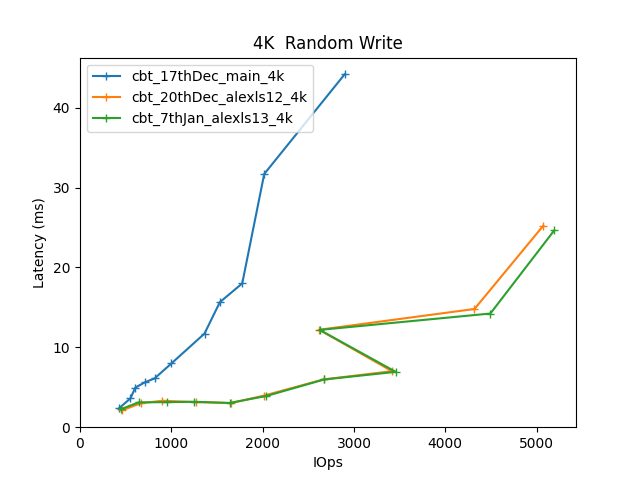 4K  Random Write
cbt_17thDec_main_4k
cbt_20thDec_alexls12_4k
cbt_7thJan_alexls13_4k
Latency (ms)
40
30
20
10
0
0 1000 2000 3000 4000 5000
IOps